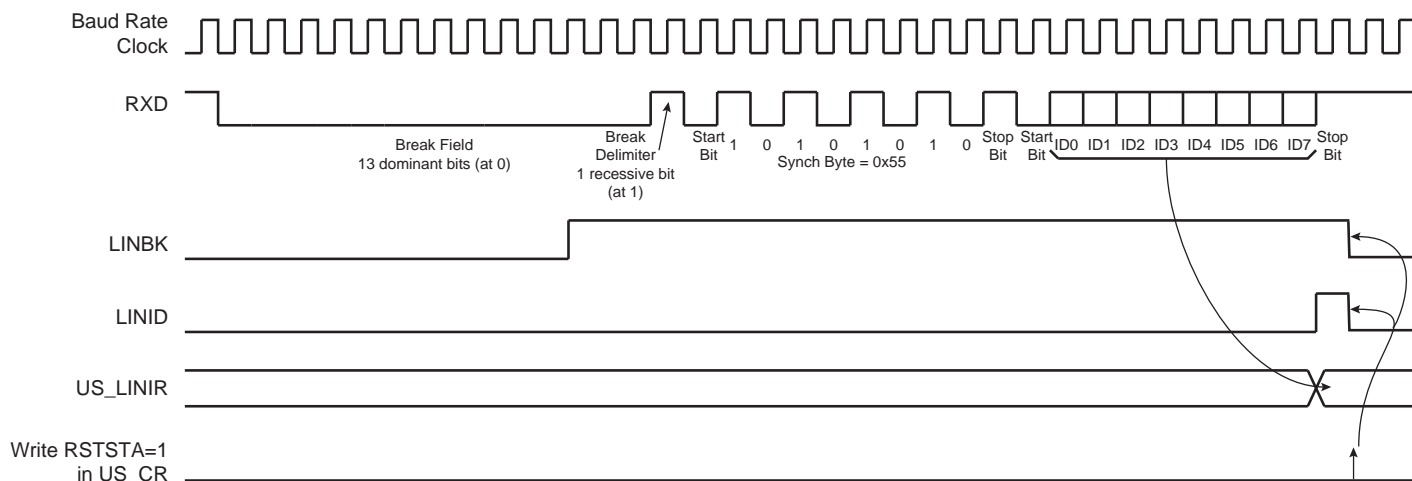 Baud Rate
Clock
RXD
Break Field
13 dominant bits (at 0)
Break
Delimiter
1 recessive bit
(at 1)
Start
Bit
1 0 1 0 1 0 1 0
Synch Byte = 0x55
Stop
Bit
Start
Bit
ID0 ID1 ID2 ID3 ID4 ID5 ID6 ID7
Stop
Bit
LINBK
LINID
US_LINIR
Write RSTSTA=1
in US_CR